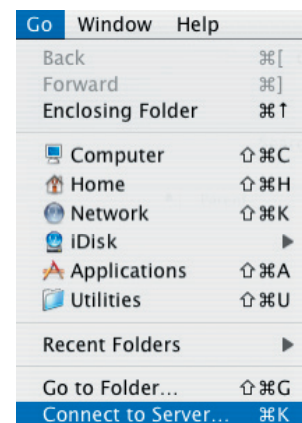 Go Window Help
Back ⌘[
Forward ⌘]
Enclosing Folder ⌘↑
Computer ⇧⌘C
Home ⇧⌘H
Network ⇧⌘K
iDisk ▶
Applications ⇧⌘A
Utilities ⇧⌘U
Recent Folders ▶
Go to Folder... ⇧⌘G
Connect to Server... ⌘K